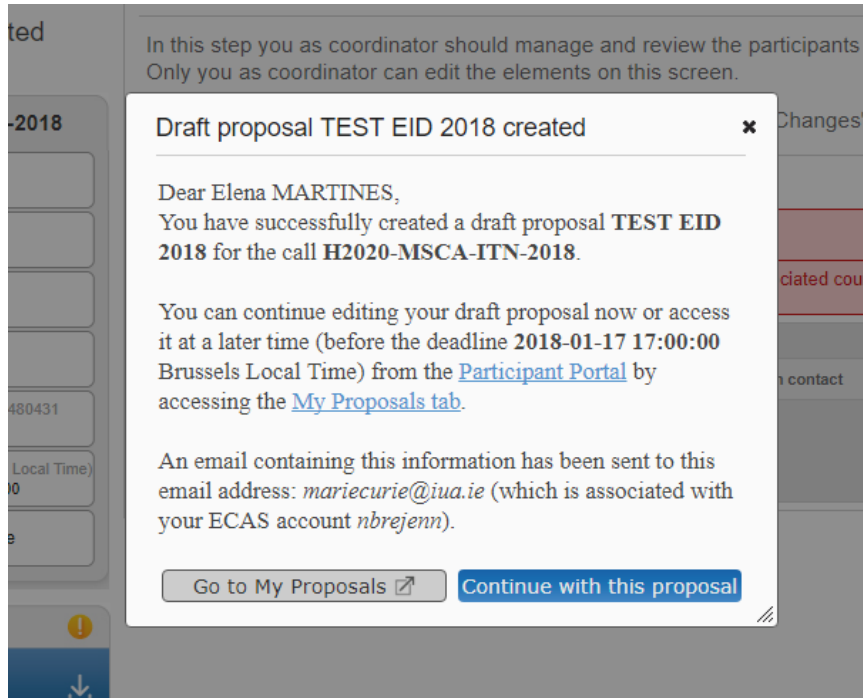 ted
In this step you as coordinator should manage and review the participants
Only you as coordinator can edit the elements on this screen.
-2018
Draft proposal TEST EID 2018 created
Changes'
Dear Elena MARTINES,
You have successfully created a draft proposal TEST EID
2018 for the call H2020-MSCA-ITN-2018.
ciated cou
You can continue editing your draft proposal now or access
it at a later time (before the deadline 2018-01-17 17:00:00
Brussels Local Time) from the Participant Portal by
n contact
accessing the My Proposals tab.
480431
An email containing this information has been sent to this
Local Time)
email address: mariecurie@iua.ie (which is associated with
00
your ECAS account nbrejenn).
e
Go to My Proposals
Continue with this proposal